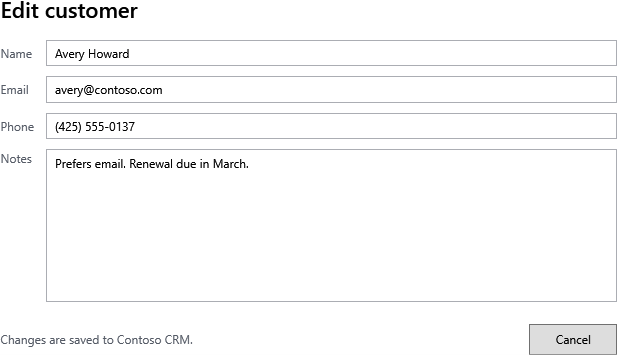 Edit customer
Name Avery Howard
Email avery@contoso.com
Phone (425) 555-0137
Notes Prefers email. Renewal due in March.
Changes are saved to Contoso CRM. Cancel